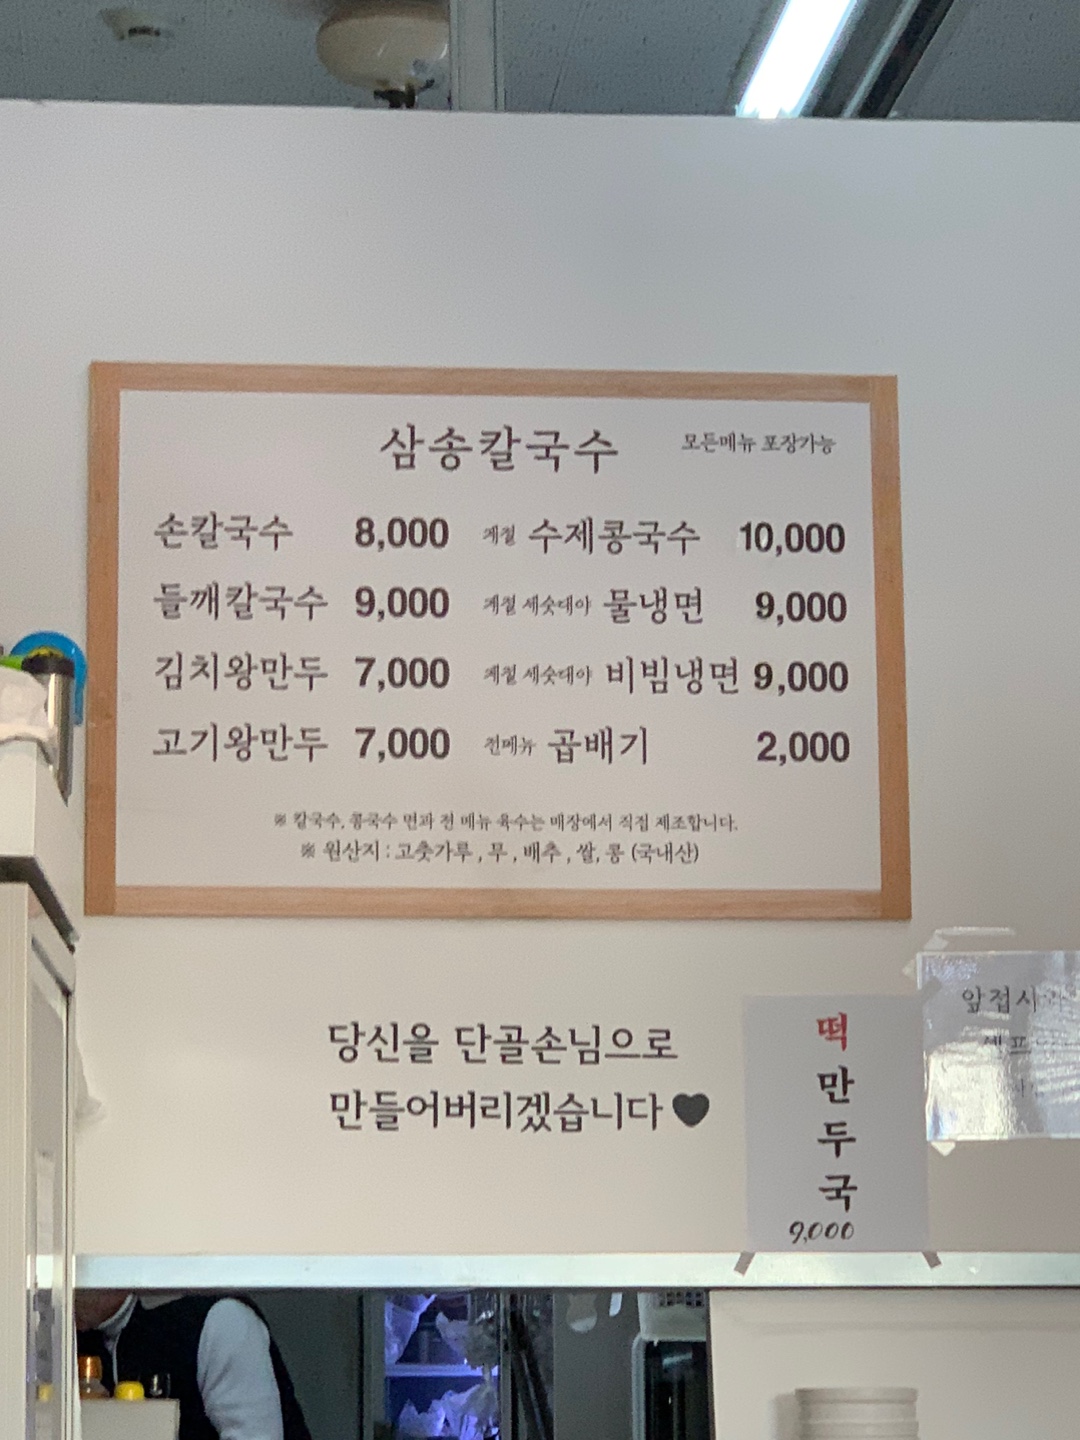 삼송칼국수 모든메뉴 포장가능
손칼국수 8,000 계절 수제콩국수 10,000
들깨칼국수 9,000 계절 세숫대야 물냉면 9,000
김치왕만두 7,000 계절 세숫대야 비빔냉면 9,000
고기왕만두 7,000 전메뉴 곱배기 2,000
※ 칼국수, 콩국수 면과 전 메뉴 육수는 매장에서 직접 제조합니다.
※ 원산지 : 고춧가루 , 무 , 배추 , 쌀, 콩 (국내산)
당신을 단골손님으로
만들어버리겠습니다♥
떡
만
두
국
9,000